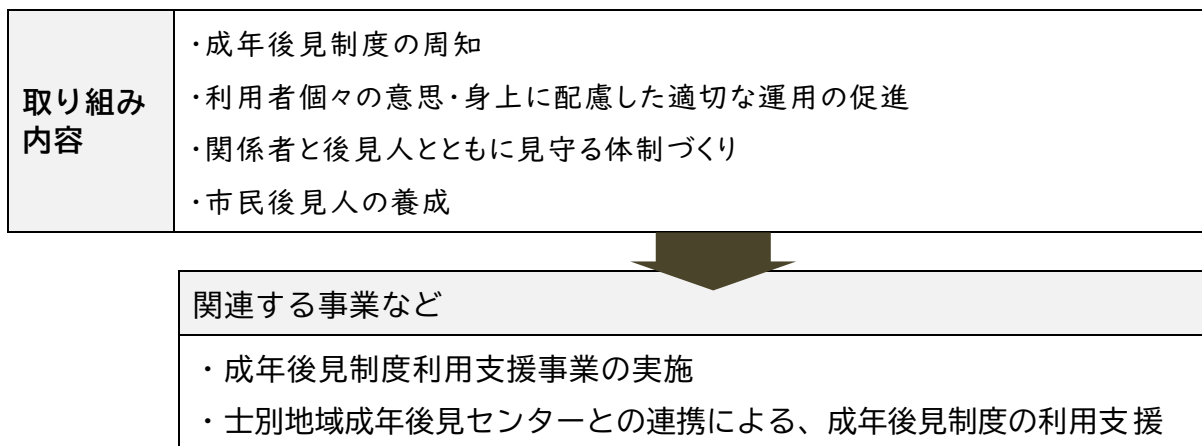 取り組み
内容
・成年後見制度の周知
・利用者個々の意思・身上に配慮した適切な運用の促進
・関係者と後見人とともに見守る体制づくり
・市民後見人の養成
関連する事業など
・成年後見制度利用支援事業の実施
・士別地域成年後見センターとの連携による、成年後見制度の利用支援